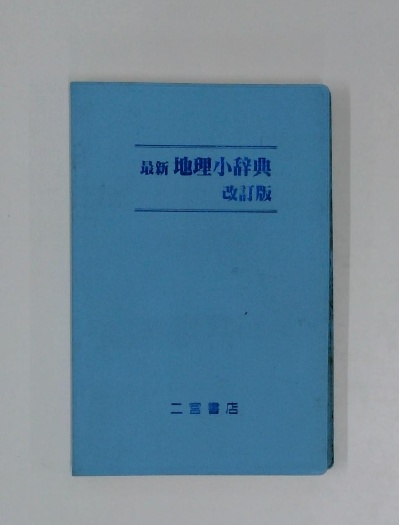 最新 地理小辞典
改訂版
二宮書店